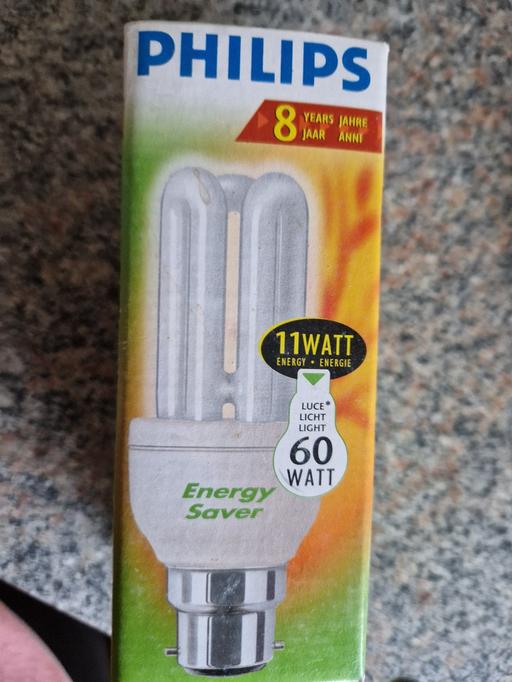 PHILIPS
8 YEARS JAHRE
JAAR ANNI
11WATT
ENERGY • ENERGIE
LUCE*
LICHT
LIGHT
60
WATT
Energy
Saver